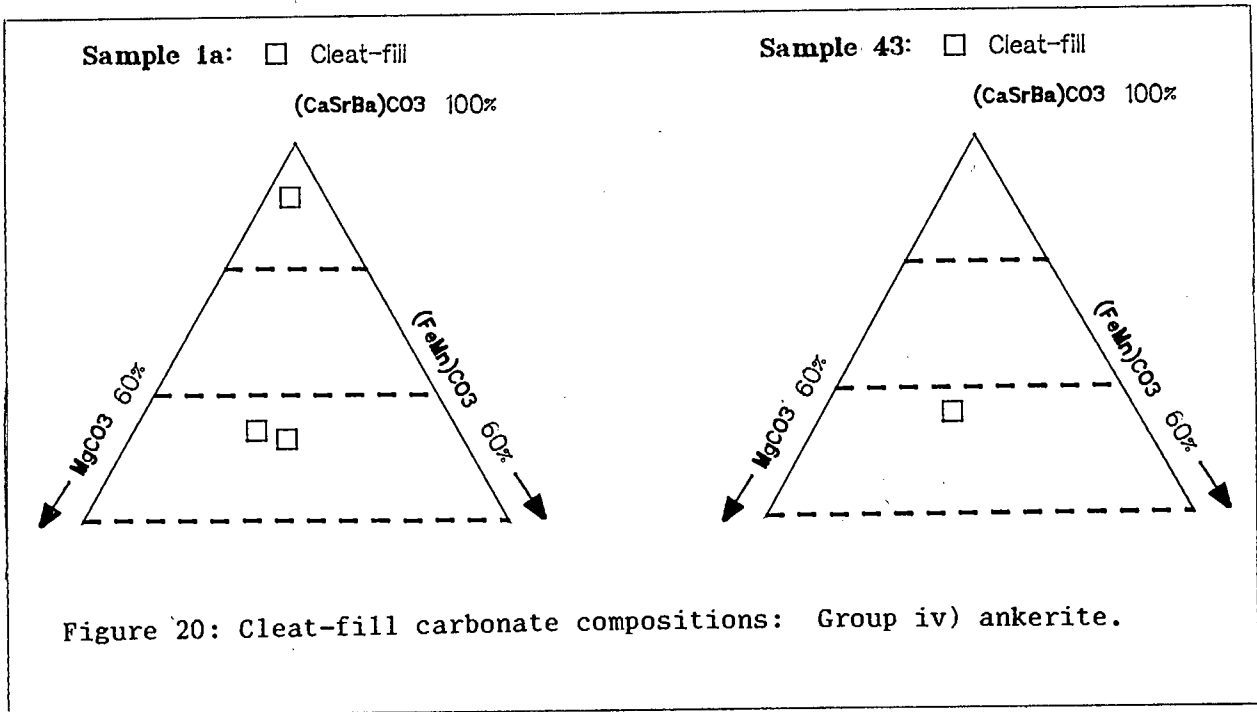 Sample 1a: □ Cleat-fill
(CaSrBa)CO3 100%
MgCO3 60%
(FeMn)CO3 60%
Sample 43: □ Cleat-fill
(CaSrBa)CO3 100%
MgCO3 60%
(FeMn)CO3 60%
Figure 20: Cleat-fill carbonate compositions: Group iv) ankerite.